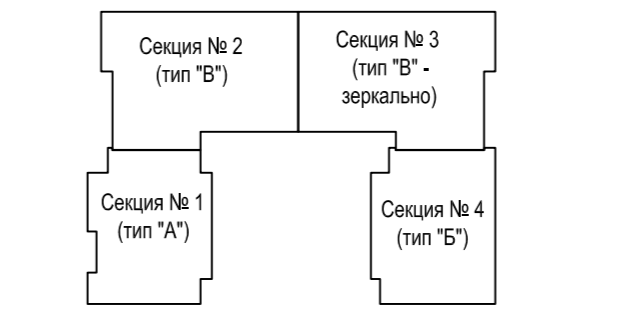 Секция № 2
(тип "В")
Секция № 3
(тип "В" -
зеркально)
Секция № 1
(тип "А")
Секция № 4
(тип "Б")